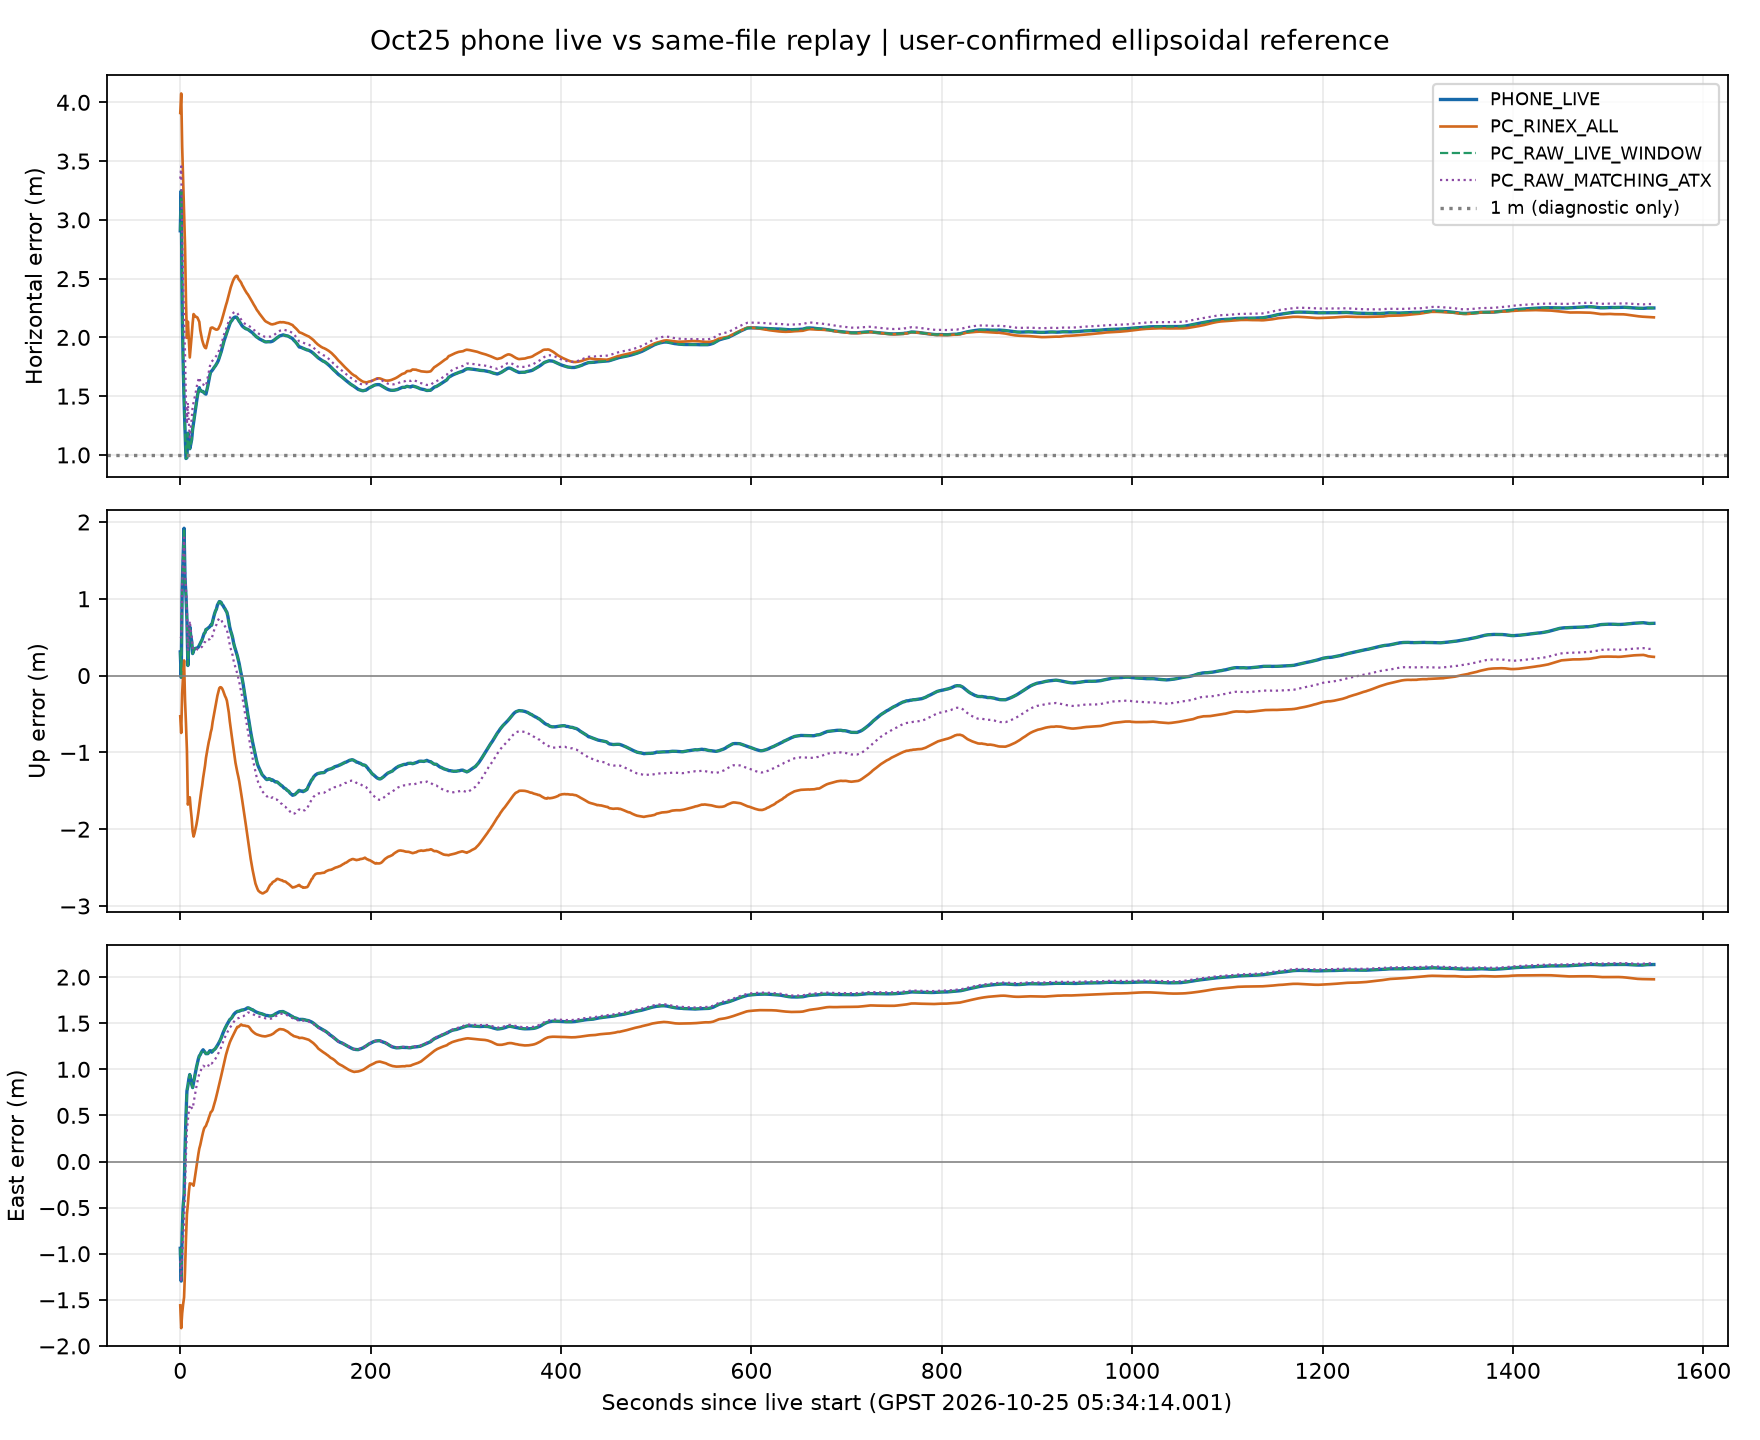 Oct25 phone live vs same-file replay | user-confirmed ellipsoidal reference
Horizontal error (m)
4.0
3.5
3.0
2.5
2.0
1.5
1.0
PHONE_LIVE
PC_RINEX_ALL
PC_RAW_LIVE_WINDOW
PC_RAW_MATCHING_ATX
1 m (diagnostic only)
Up error (m)
2
1
0
−1
−2
−3
East error (m)
2.0
1.5
1.0
0.5
0.0
−0.5
−1.0
−1.5
−2.0
0 200 400 600 800 1000 1200 1400 1600
Seconds since live start (GPST 2026-10-25 05:34:14.001)